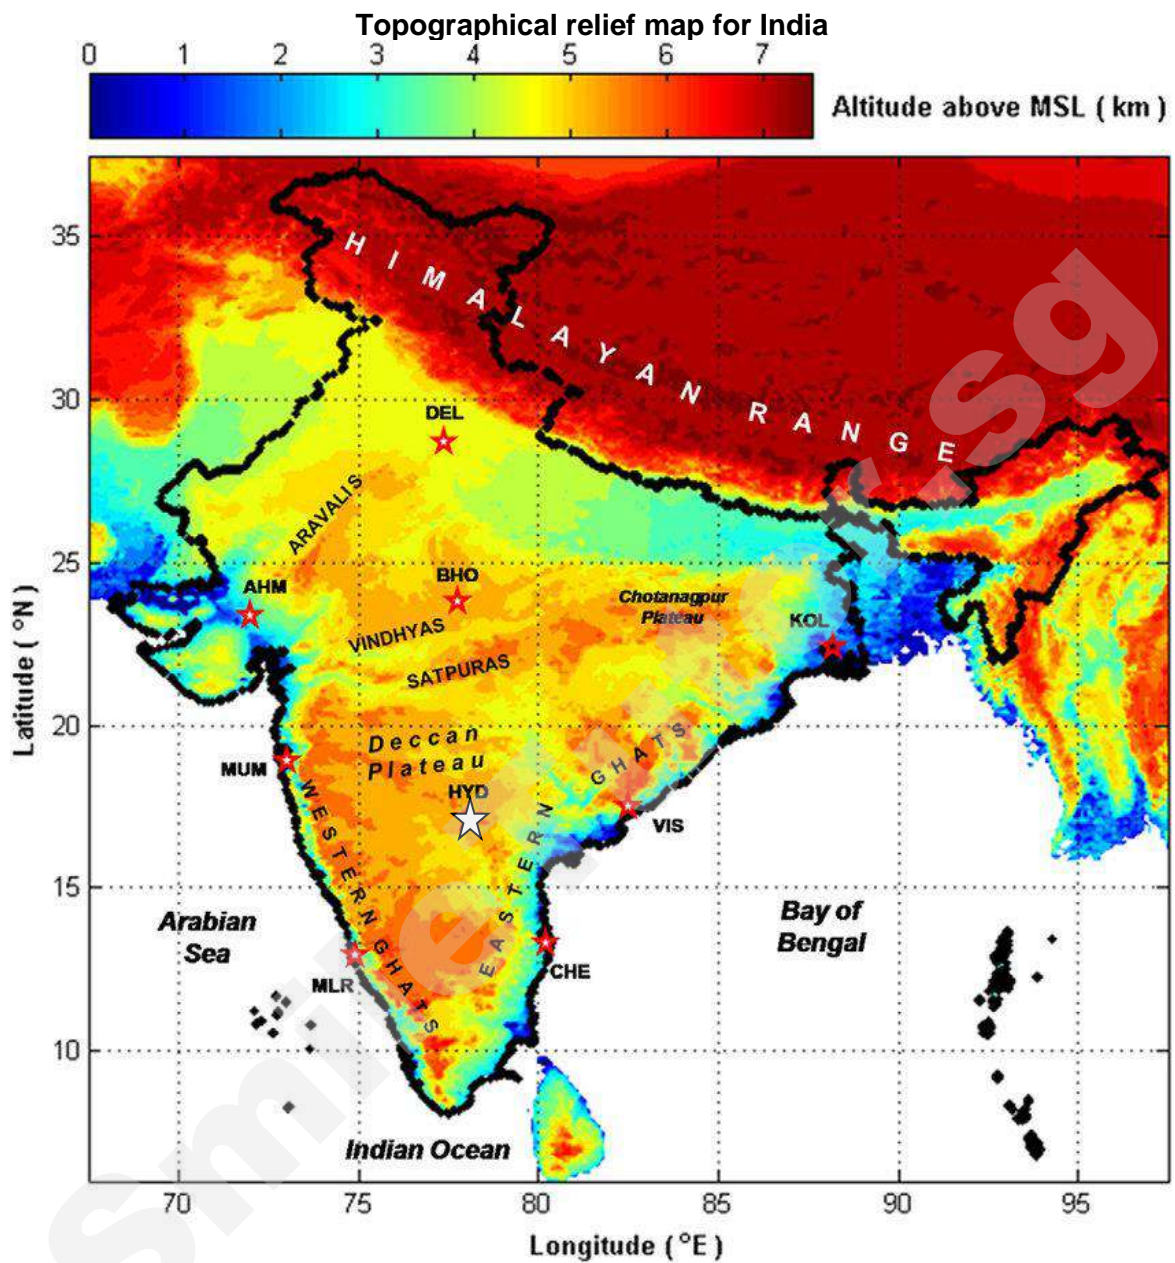 Topographical relief map for India
0 1 2 3 4 5 6 7
Altitude above MSL ( km )
35
30
25
20
15
10
Latitude ( °N )
HIMALAYAN RANGE
DEL
ARAVALIS
AHM
BHO
Chotanagpur
Plateau
KOL
VINDHYAS
SATPURAS
Deccan
Plateau
MUM
HYD
WESTERN GHATS
EASTERN GHATS
VIS
Arabian
Sea
Bay of
Bengal
MLR
CHE
Indian Ocean
70 75 80 85 90 95
Longitude ( °E )